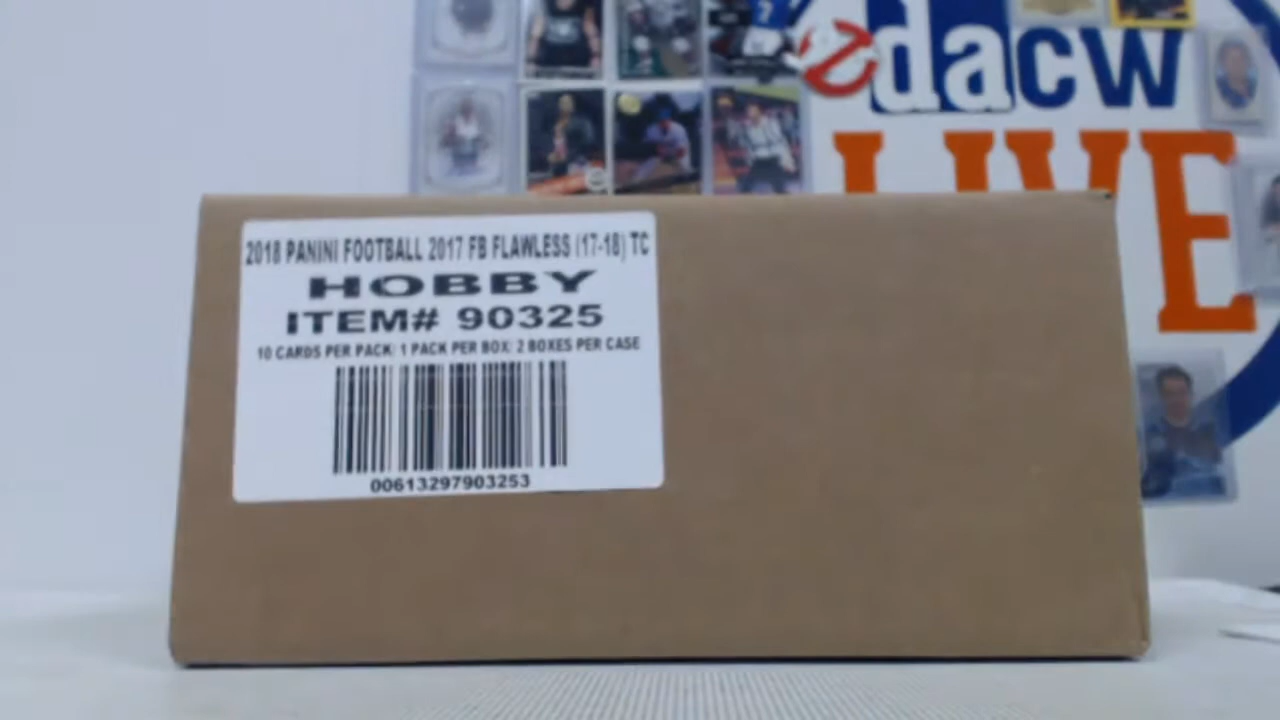 dacw
LIVE
2018 PANINI FOOTBALL 2017 FB FLAWLESS (17-18) TC
HOBBY
ITEM# 90325
10 CARDS PER PACK/ 1 PACK PER BOX/ 2 BOXES PER CASE
00613297903253